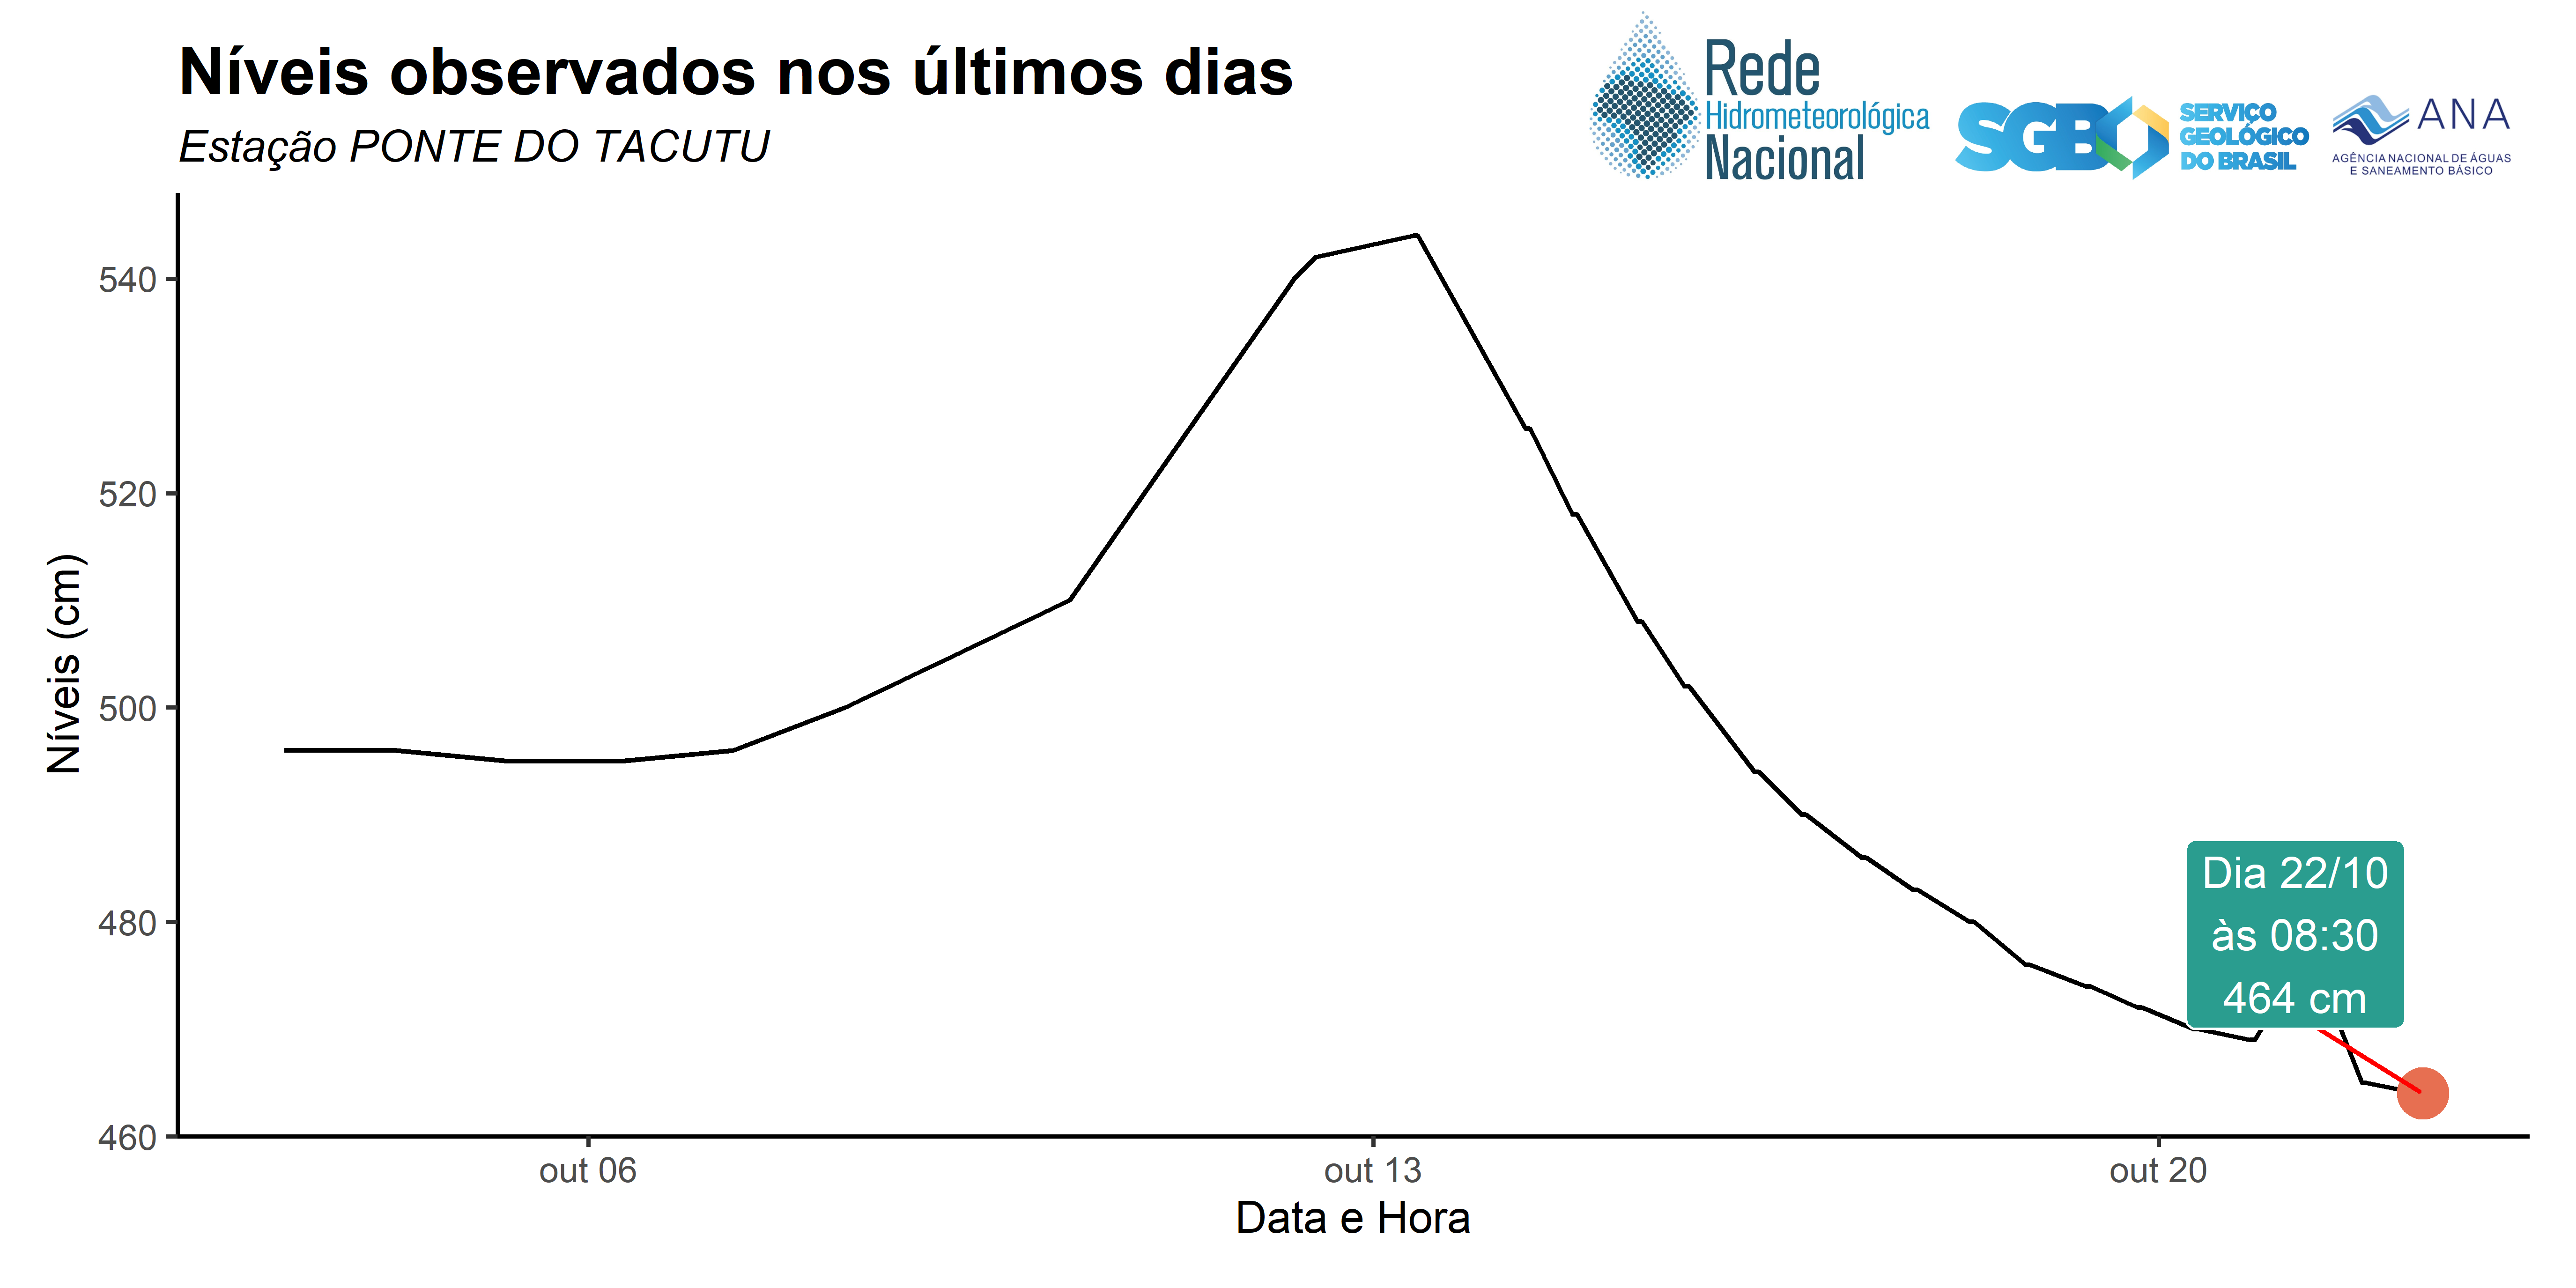 Níveis observados nos últimos dias
Estação PONTE DO TACUTU
Rede
Hidrometeorológica
Nacional
SGB
SERVIÇO
GEOLÓGICO
DO BRASIL
ANA
AGÊNCIA NACIONAL DE ÁGUAS
E SANEAMENTO BÁSICO
Níveis (cm)
540
520
500
480
460
Dia 22/10
às 08:30
464 cm
out 06
out 13
out 20
Data e Hora